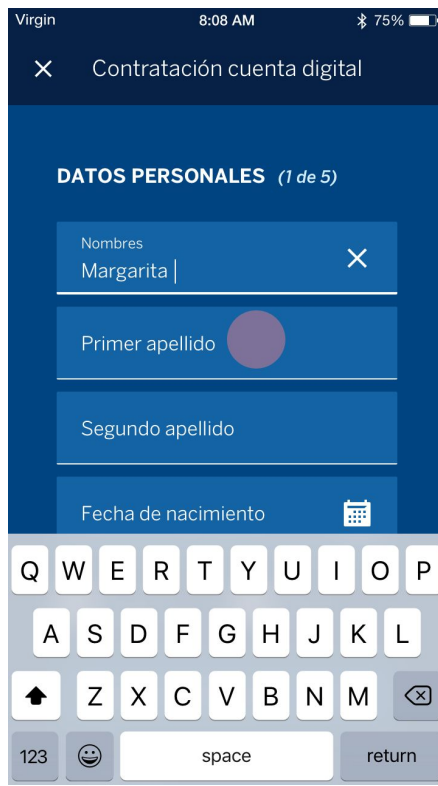 Virgin 8:08 AM 75%
Contratación cuenta digital
DATOS PERSONALES (1 de 5)
Nombres
Margarita
Primer apellido
Segundo apellido
Fecha de nacimiento
Q W E R T Y U I O P
A S D F G H J K L
Z X C V B N M
123 space return